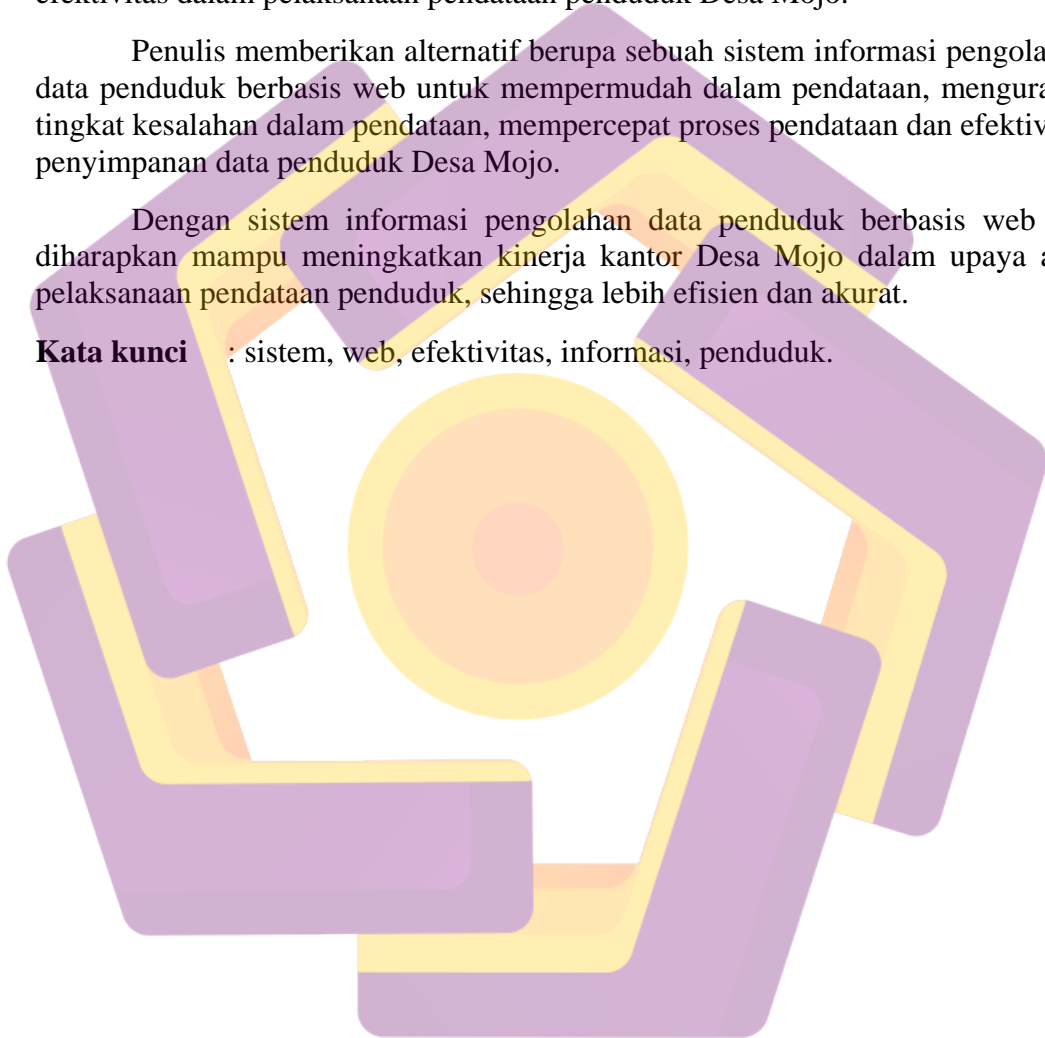 efektivitas dalam pelaksanaan pendataan penduduk Desa Mojo.
Penulis memberikan alternatif berupa sebuah sistem informasi pengola
data penduduk berbasis web untuk mempermudah dalam pendataan, mengura
tingkat kesalahan dalam pendataan, mempercepat proses pendataan dan efektiv
penyimpanan data penduduk Desa Mojo.
Dengan sistem informasi pengolahan data penduduk berbasis web
diharapkan mampu meningkatkan kinerja kantor Desa Mojo dalam upaya a
pelaksanaan pendataan penduduk, sehingga lebih efisien dan akurat.
Kata kunci : sistem, web, efektivitas, informasi, penduduk.